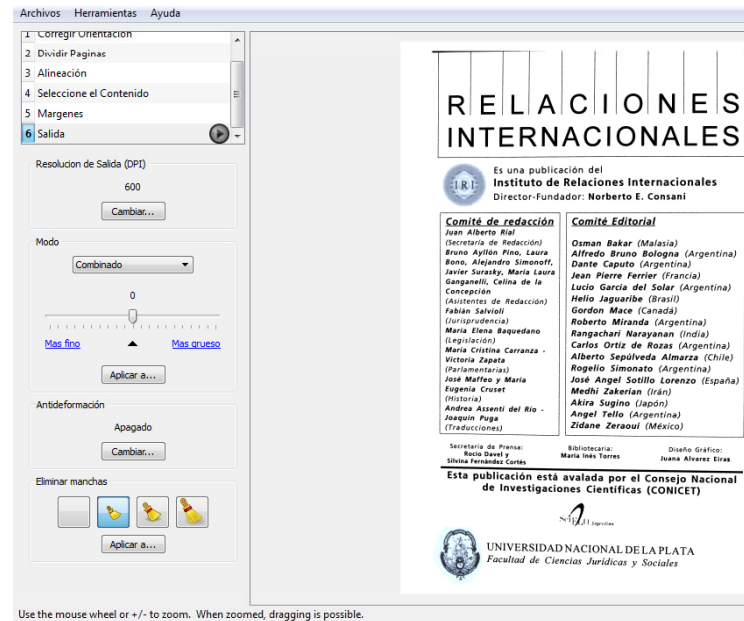 Archivos Herramientas Ayuda
1 Corregir Orientación
2 Dividir Paginas
3 Alineación
4 Seleccione el Contenido
5 Margenes
6 Salida
Resolucion de Salida (DPI)
600
Cambiar...
Modo
Combinado
0
Mas fino Mas grueso
Aplicar a...
Antideformación
Apagado
Cambiar...
Eliminar manchas
Aplicar a...
Use the mouse wheel or +/- to zoom. When zoomed, dragging is possible.
RELACIONES
INTERNACIONALES
IRI
Es una publicación del
Instituto de Relaciones Internacionales
Director-Fundador: Norberto E. Consani
Comité de redacción
Juan Alberto Rial
(Secretaría de Redacción)
Bruno Ayllón Pino, Laura
Bono, Alejandro Simonoff,
Javier Surasky, María Laura
Ganganelli, Celina de la
Concepción
(Asistentes de Redacción)
Fabián Salvioli
(Jurisprudencia)
María Elena Baquedano
(Legislación)
María Cristina Carranza -
Victoria Zapata
(Parlamentarias)
José Maffeo y María
Eugenia Cruset
(Historia)
Andrea Assenti del Río -
Joaquín Puga
(Traducciones)
Comité Editorial
Osman Bakar (Malasia)
Alfredo Bruno Bologna (Argentina)
Dante Caputo (Argentina)
Jean Pierre Ferrier (Francia)
Lucio García del Solar (Argentina)
Helio Jaguaribe (Brasil)
Gordon Mace (Canadá)
Roberto Miranda (Argentina)
Rangachari Narayanan (India)
Carlos Ortiz de Rozas (Argentina)
Alberto Sepúlveda Almarza (Chile)
Rogelio Simonato (Argentina)
José Angel Sotillo Lorenzo (España)
Medhi Zakerian (Irán)
Akira Sugino (Japón)
Angel Tello (Argentina)
Zidane Zeraoui (México)
Secretaria de Prensa:
Rocío Davel y
Silvina Fernández Cortés
Bibliotecaria:
María Inés Torres
Diseño Gráfico:
Juana Alvarez Eiras
Esta publicación está avalada por el Consejo Nacional
de Investigaciones Científicas (CONICET)
SciELO Argentina
UNIVERSIDAD NACIONAL DE LA PLATA
Facultad de Ciencias Jurídicas y Sociales